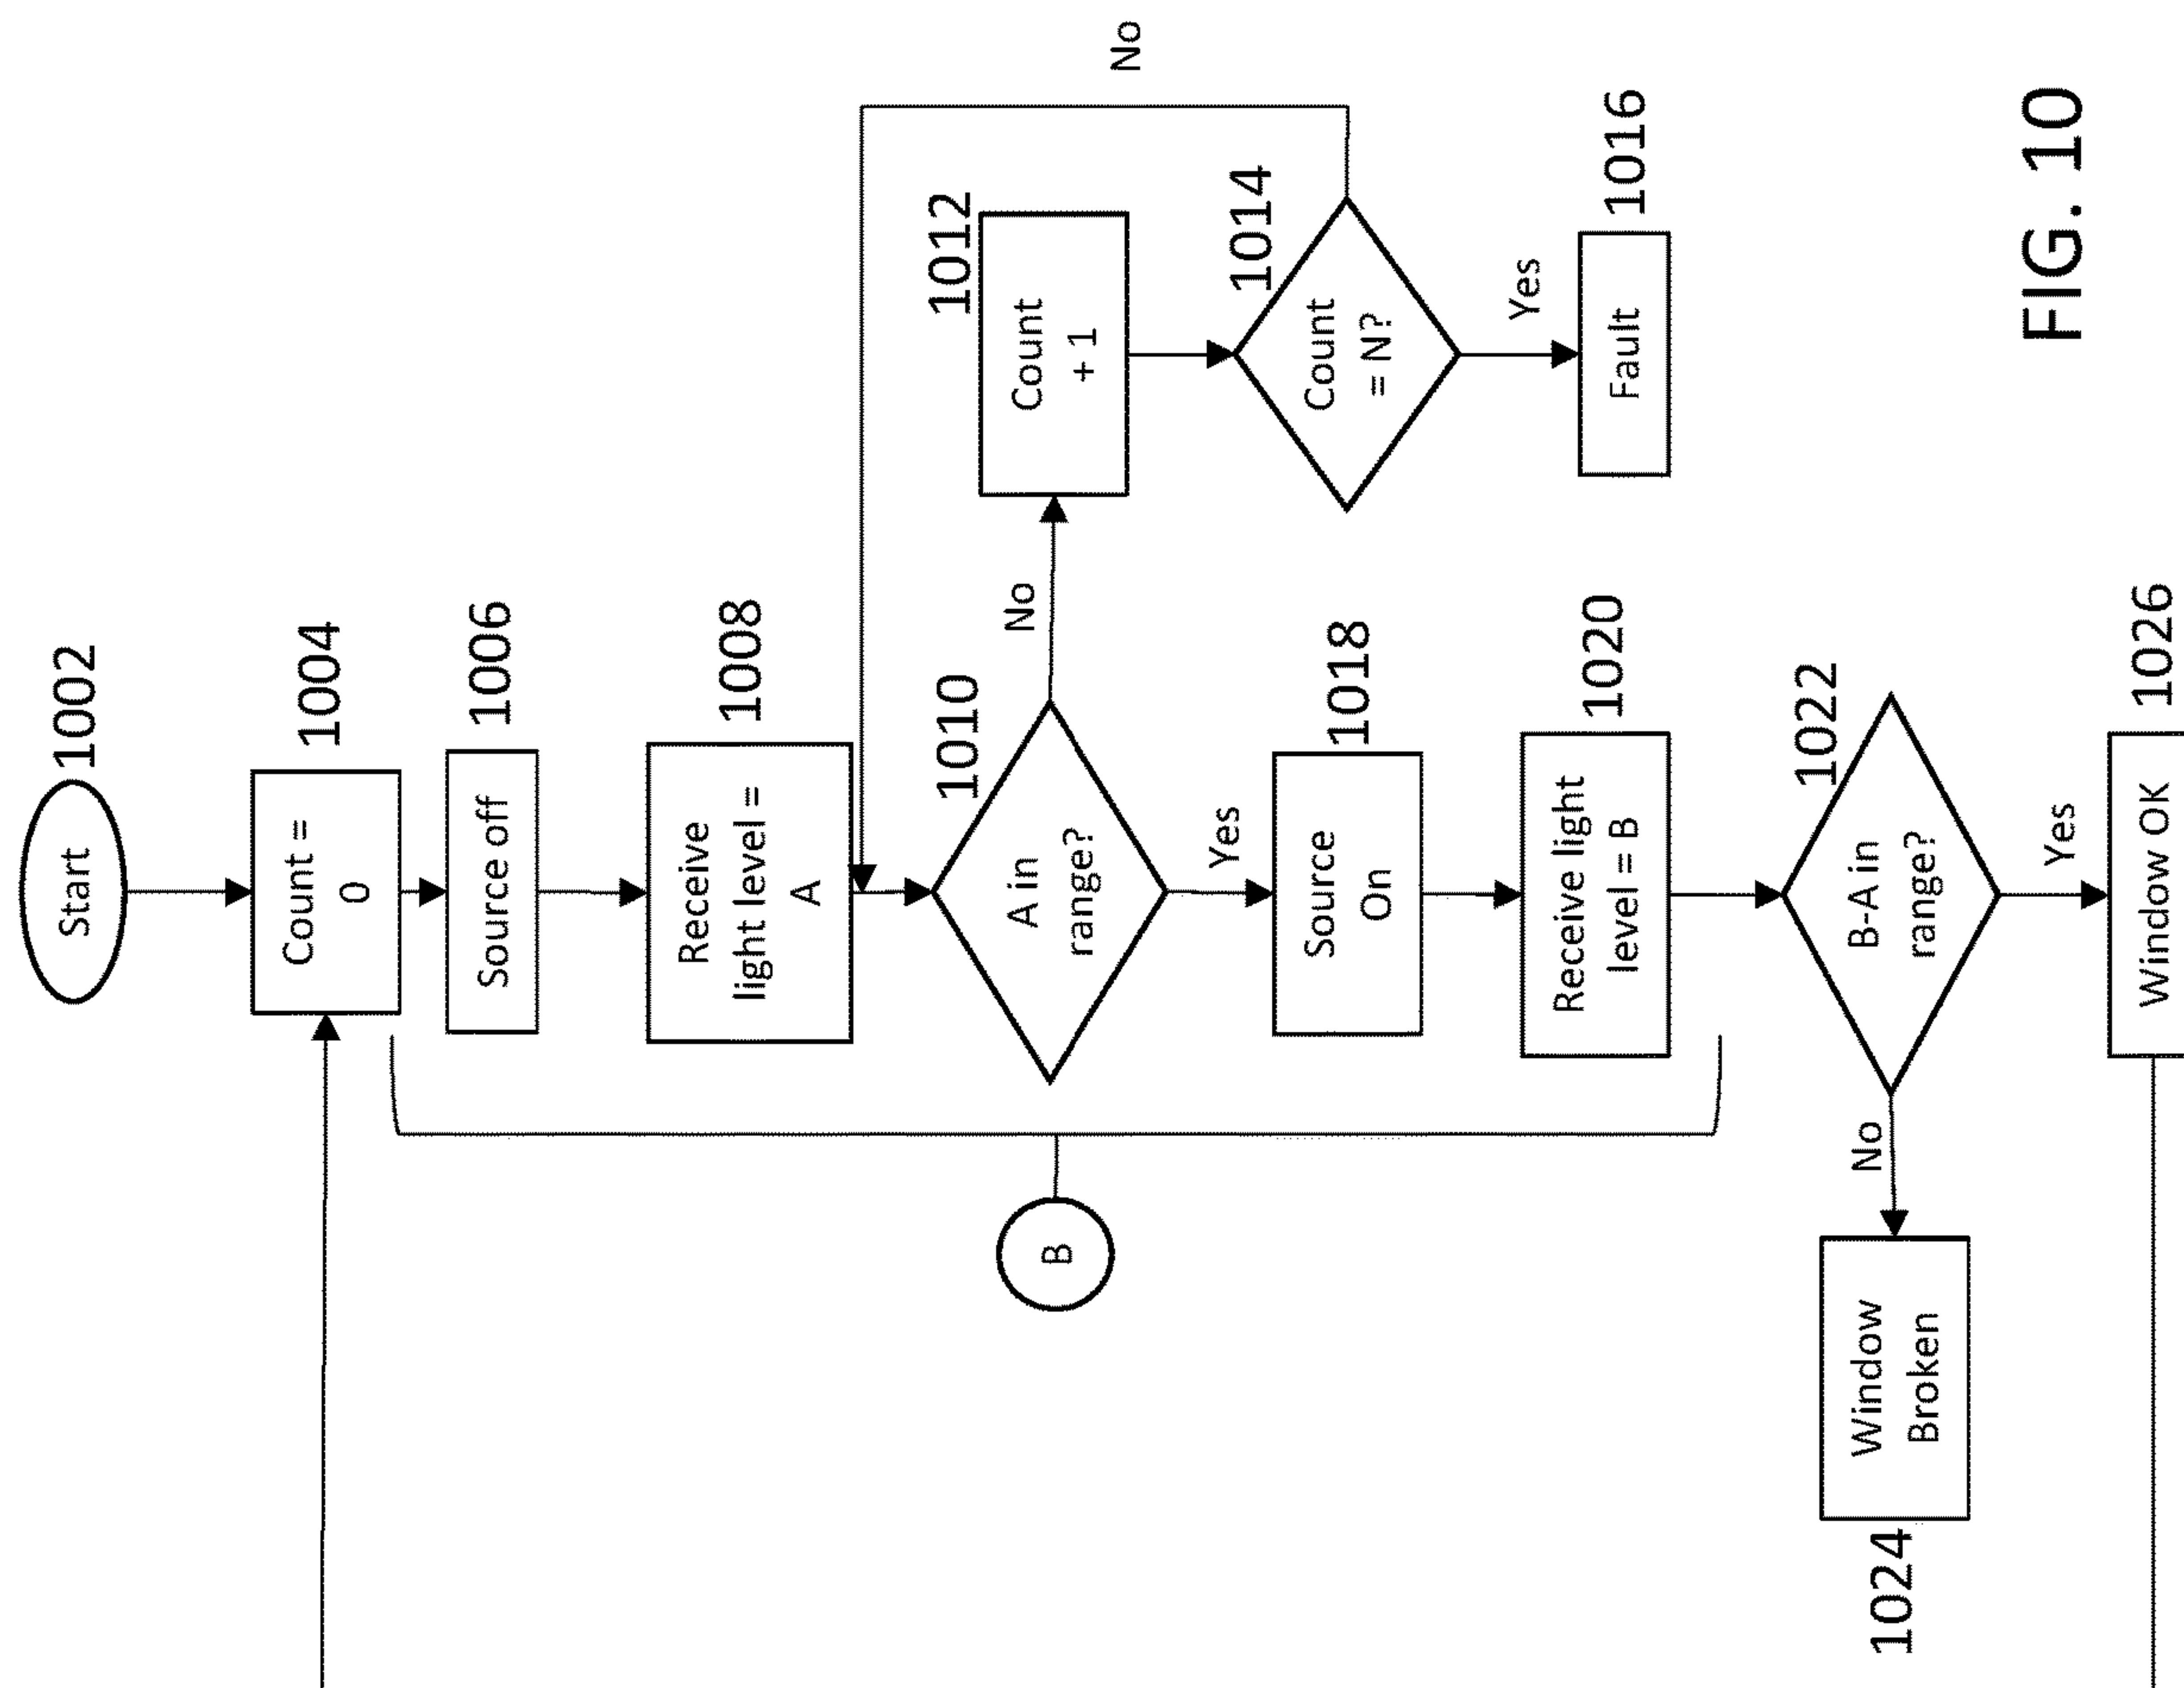 Start
1002
Count =
0
1004
Source off
1006
Receive
light level =
A
1008
A in
range?
1010
No
Count
+ 1
1012
No
Count
= N?
1014
Yes
Fault
1016
Yes
Source
On
1018
Receive light
level = B
1020
B
B-A in
range?
1022
No
Window
Broken
1024
Yes
Window OK
1026
FIG. 10